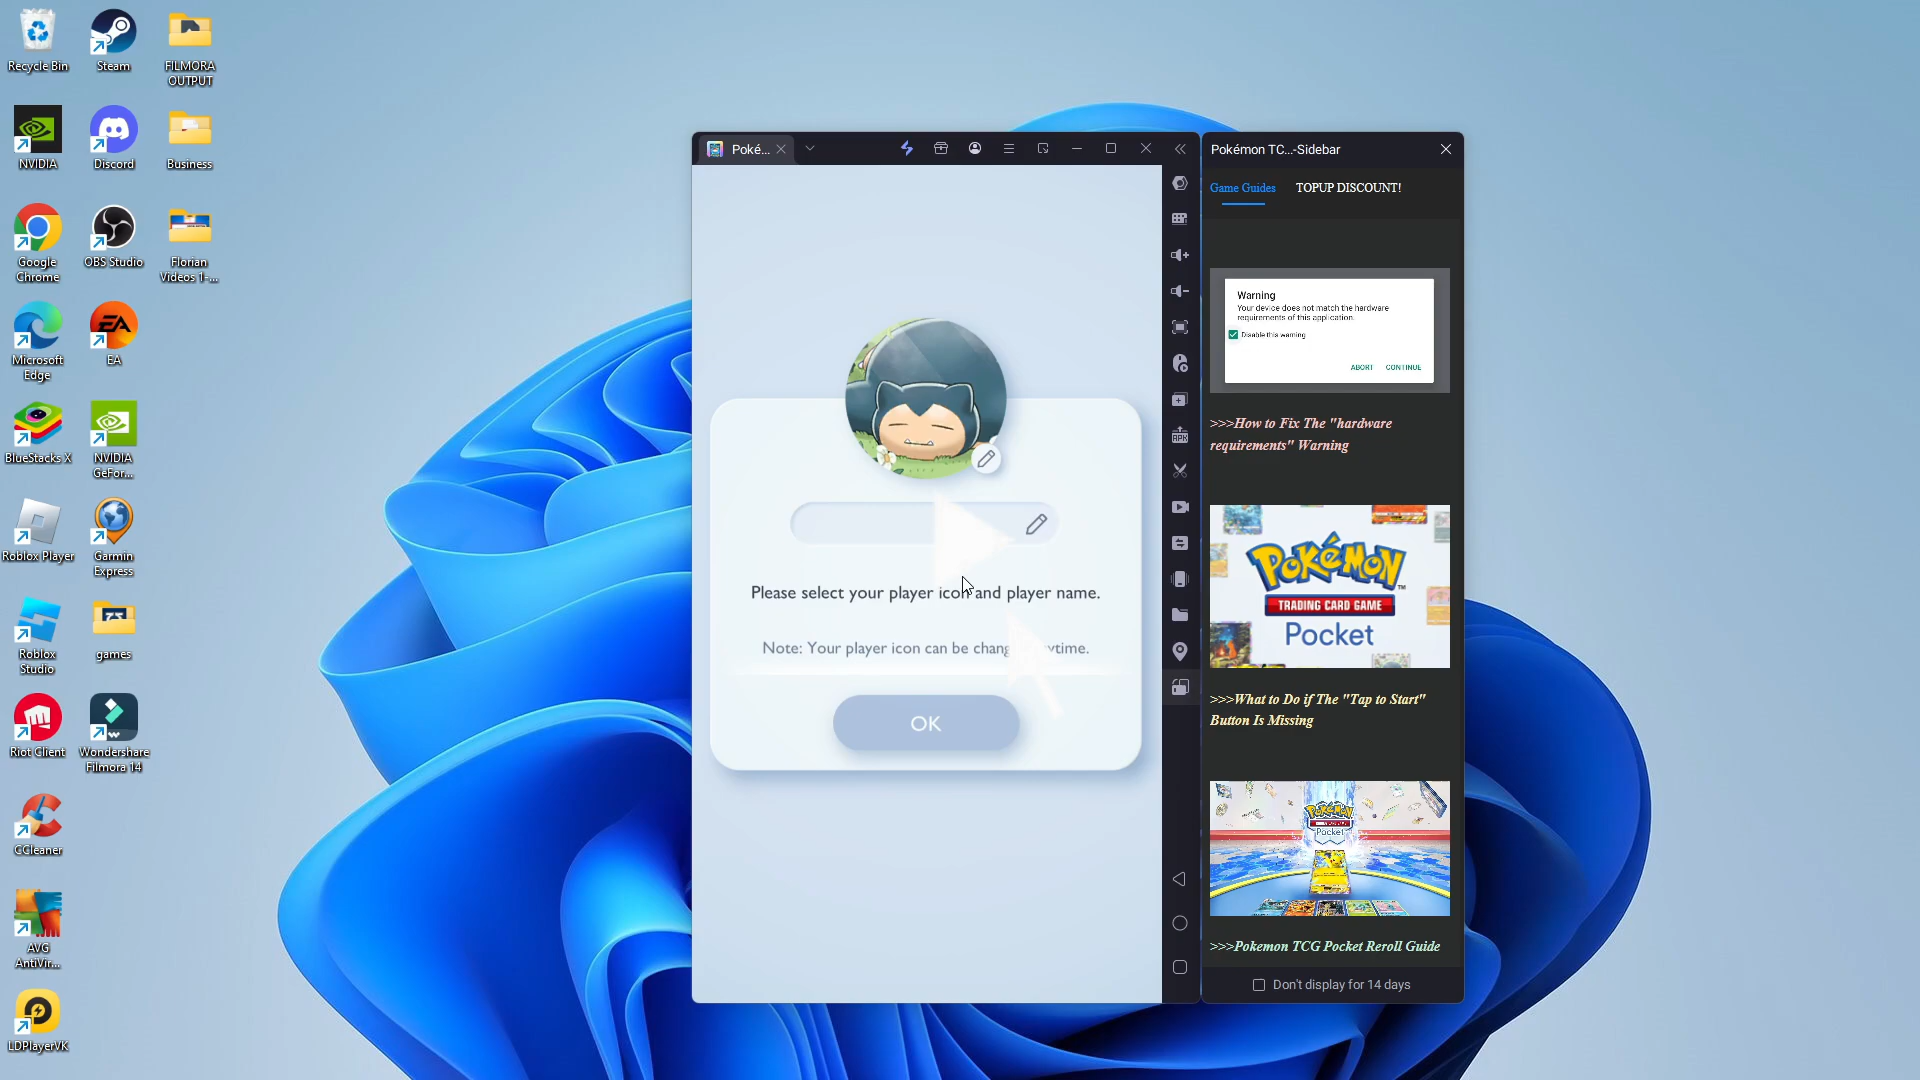 Recycle Bin
Steam
FILMORA
OUTPUT
NVIDIA
Discord
Business
Google
Chrome
OBS Studio
Florian
Videos 1-...
Microsoft
Edge
EA
BlueStacks X
NVIDIA
GeFor...
Roblox Player
Garmin
Express
Roblox
Studio
games
Riot Client
Wondershare
Filmora 14
CCleaner
AVG
AntiVir...
LDPlayerVK
Poké...
Please select your player icon and player name.
Note: Your player icon can be chang
ytime.
OK
APK
Pokémon TC...-Sidebar
Game Guides
TOPUP DISCOUNT!
Warning
Your device does not match the hardware
requirements of this application.
Disable this warning
ABORT CONTINUE
>>>How to Fix The "hardware
requirements" Warning
POKéMON
TRADING CARD GAME
Pocket
>>>What to Do if The "Tap to Start"
Button Is Missing
POKéMON
Pocket
>>>Pokemon TCG Pocket Reroll Guide
Don't display for 14 days